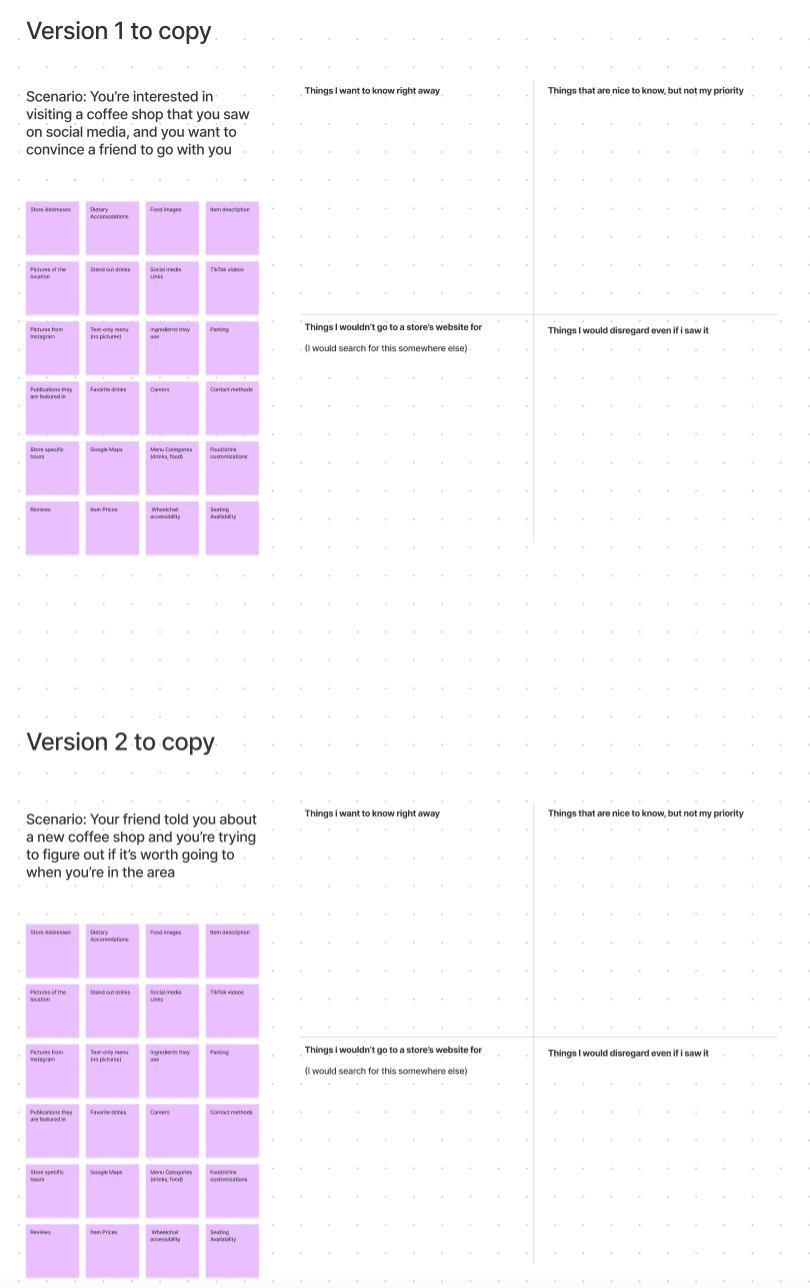 Version 1 to copy
Scenario: You're interested in
visiting a coffee shop that you saw
on social media, and you want to
convince a friend to go with you
Things I want to know right away
Things that are nice to know, but not my priority
Store Addresses
Dietary
Accomodations
Food images
Item description
Pictures of the
location
Stand out drinks
Social media
Links
TikTok videos
Pictures from
Instagram
Text-only menu
(no pictures)
Ingredients they
use
Parking
Publications they
are featured in
Favorite drinks
Careers
Contact methods
Store specific
hours
Google Maps
Menu Categories
(drinks, food)
Food/drink
customizations
Reviews
Item Prices
Wheelchair
accessibility
Seating
Availability
Things I wouldn't go to a store's website for
(I would search for this somewhere else)
Things I would disregard even if i saw it
Version 2 to copy
Scenario: Your friend told you about
a new coffee shop and you're trying
to figure out if it's worth going to
when you're in the area
Things i want to know right away
Things that are nice to know, but not my priority
Store Addresses
Dietary
Accomodations
Food images
Item description
Pictures of the
location
Stand out drinks
Social media
Links
TikTok videos
Pictures from
Instagram
Text-only menu
(no pictures)
Ingredients they
use
Parking
Publications they
are featured in
Favorite drinks
Careers
Contact methods
Store specific
hours
Google Maps
Menu Categories
(drinks, food)
Food/drink
customizations
Reviews
Item Prices
Wheelchair
accessibility
Seating
Availability
Things i wouldn't go to a store's website for
(I would search for this somewhere else)
Things I would disregard even if i saw it